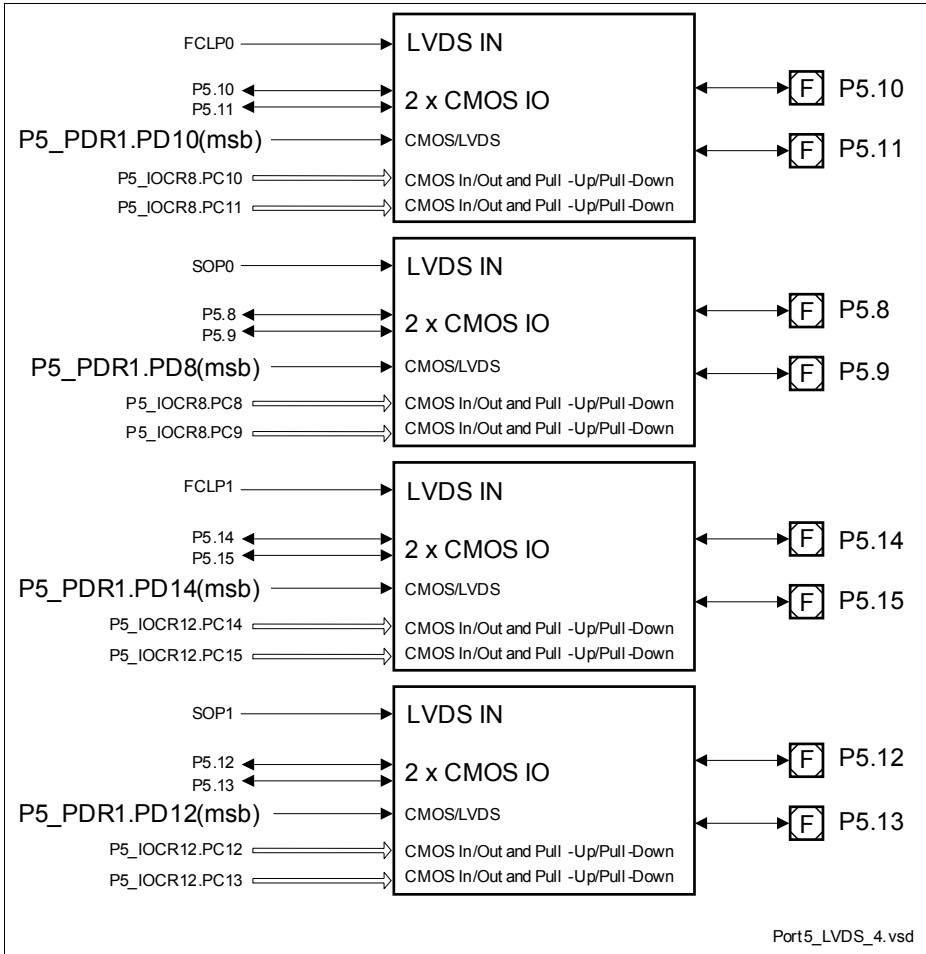 FCLP0
LVDS IN
P5.10
P5.11
2 x CMOS IO
P5_PDR1.PD10(msb)
CMOS/LVDS
P5_IOCR8.PC10
CMOS In/Out and Pull -Up/Pull-Down
P5_IOCR8.PC11
CMOS In/Out and Pull -Up/Pull-Down
F P5.10
F P5.11
SOP0
LVDS IN
P5.8
P5.9
2 x CMOS IO
P5_PDR1.PD8(msb)
CMOS/LVDS
P5_IOCR8.PC8
CMOS In/Out and Pull -Up/Pull-Down
P5_IOCR8.PC9
CMOS In/Out and Pull -Up/Pull-Down
F P5.8
F P5.9
FCLP1
LVDS IN
P5.14
P5.15
2 x CMOS IO
P5_PDR1.PD14(msb)
CMOS/LVDS
P5_IOCR12.PC14
CMOS In/Out and Pull -Up/Pull-Down
P5_IOCR12.PC15
CMOS In/Out and Pull -Up/Pull-Down
F P5.14
F P5.15
SOP1
LVDS IN
P5.12
P5.13
2 x CMOS IO
P5_PDR1.PD12(msb)
CMOS/LVDS
P5_IOCR12.PC12
CMOS In/Out and Pull -Up/Pull-Down
P5_IOCR12.PC13
CMOS In/Out and Pull -Up/Pull-Down
F P5.12
F P5.13
Port5_LVDS_4.vsd